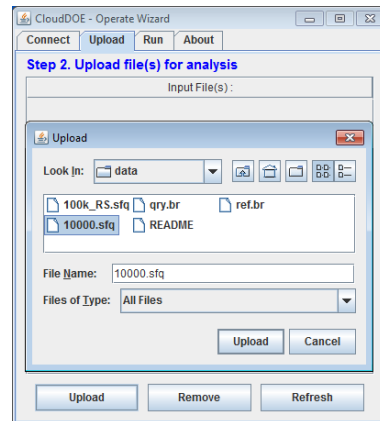 CloudDOE - Operate Wizard
Connect Upload Run About
Step 2. Upload file(s) for analysis
Input File(s) :
Upload
Look In: data
100k_RS.sfq qry.br ref.br
10000.sfq README
File Name: 10000.sfq
Files of Type: All Files
Upload Cancel
Upload Remove Refresh